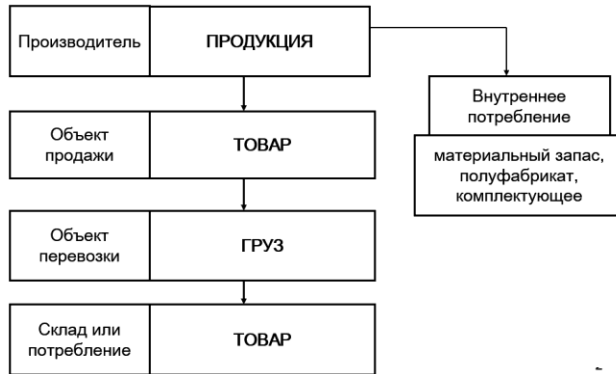 Производитель
ПРОДУКЦИЯ
Внутреннее
потребление
материальный запас,
полуфабрикат,
комплектующее
Объект
продажи
ТОВАР
Объект
перевозки
ГРУЗ
Склад или
потребление
ТОВАР